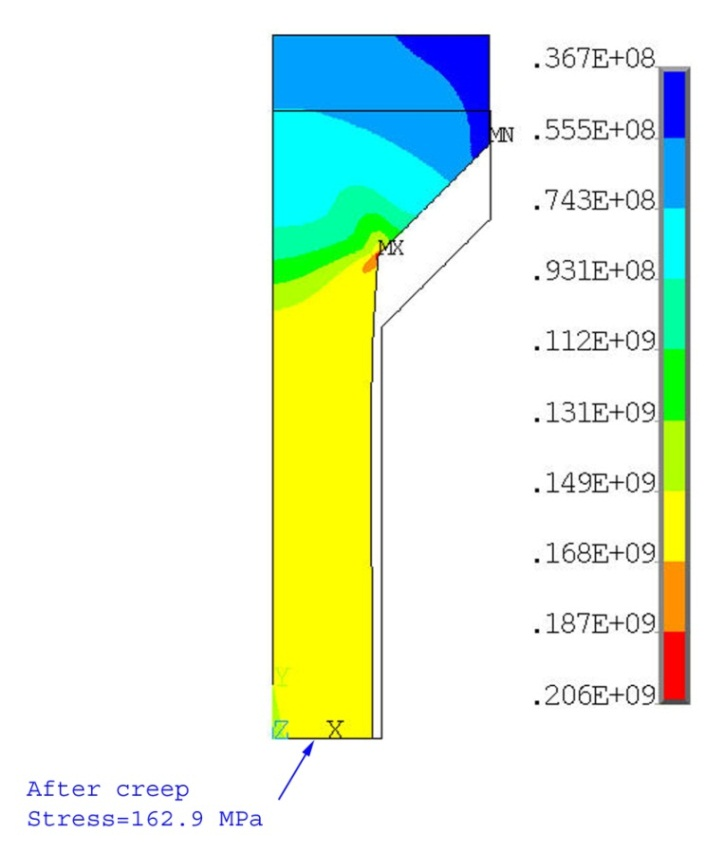 .367E+08
MN
.555E+08
.743E+08
MX
.931E+08
.112E+09
.131E+09
.149E+09
.168E+09
.187E+09
Y
.206E+09
Z
X
After creep
Stress=162.9 MPa